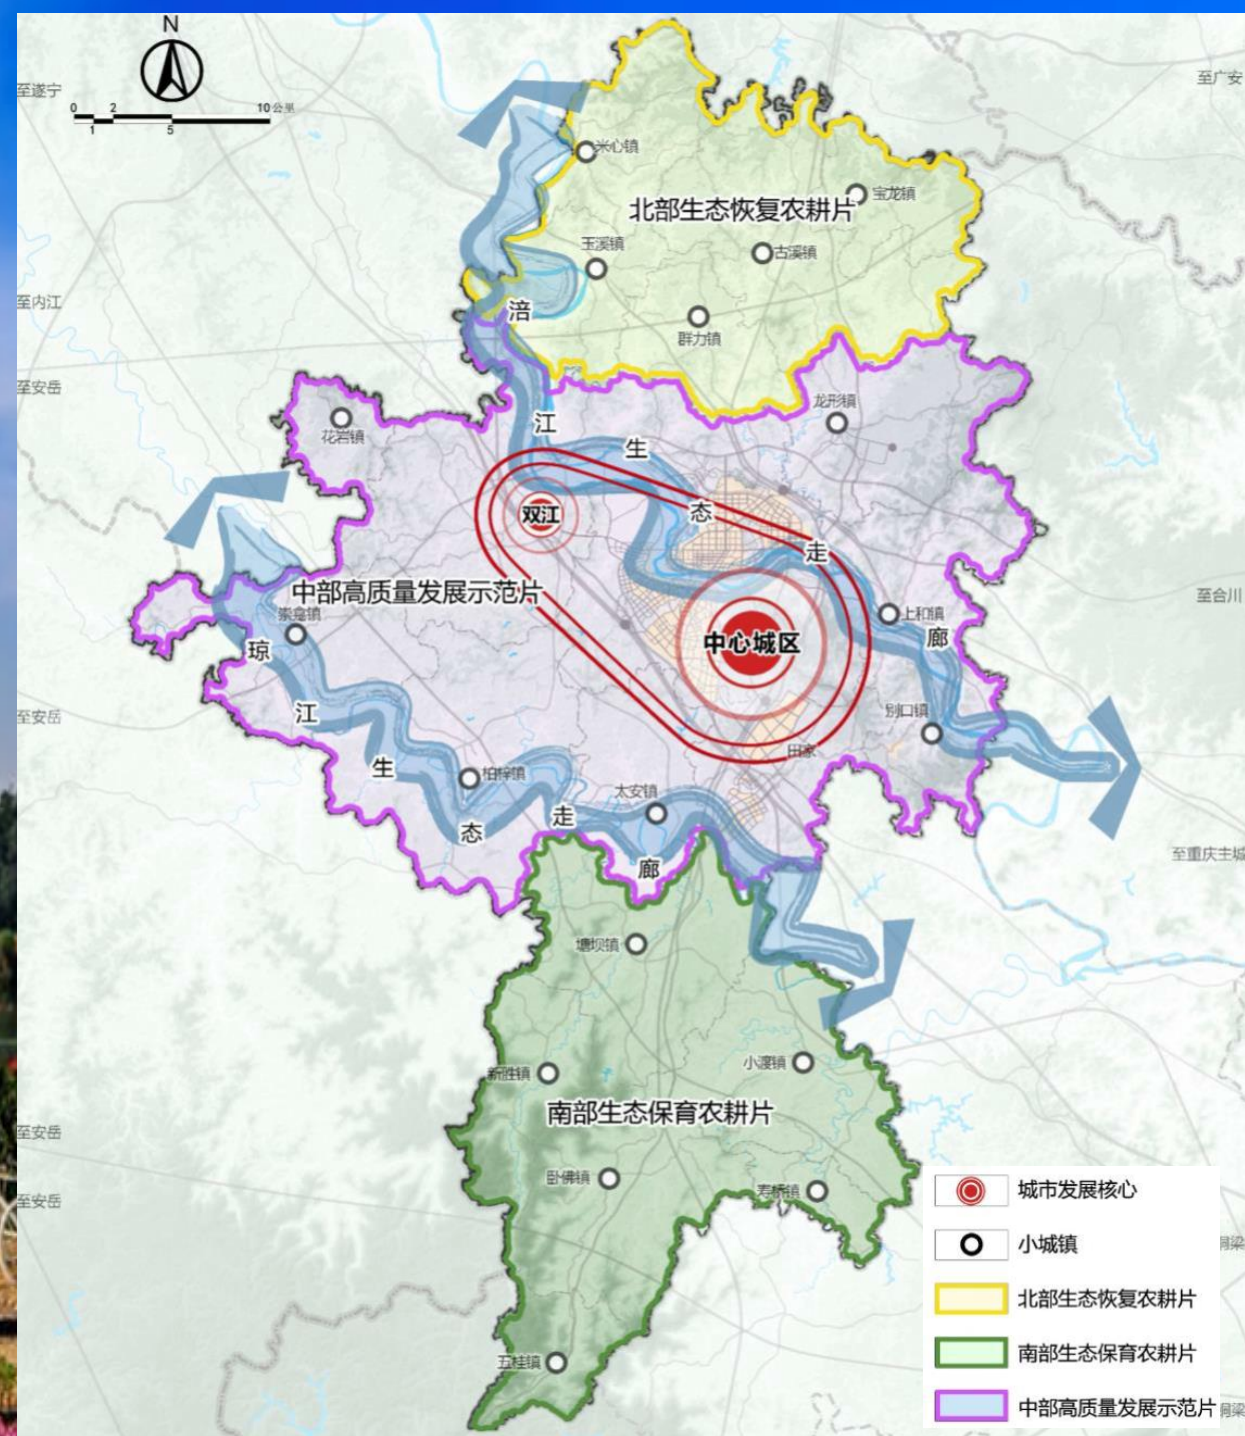 N
至遂宁
至广安
0 2 10 公里
1 5
米心镇
宝龙镇
北部生态恢复农耕片
玉溪镇
古溪镇
至内江
涪
群力镇
至安岳
龙形镇
花岩镇
江
生
双江
态
走
中部高质量发展示范片
至合川
崇龛镇
上和镇
廊
中心城区
琼
江
至安岳
别口镇
田家
生
柏梓镇
太安镇
走
态
至重庆主城
廊
塘坝镇
新胜镇
小渡镇
南部生态保育农耕片
至安岳
卧佛镇
寿桥镇
至安岳
城市发展核心
小城镇
铜梁
北部生态恢复农耕片
南部生态保育农耕片
五桂镇
中部高质量发展示范片
铜梁